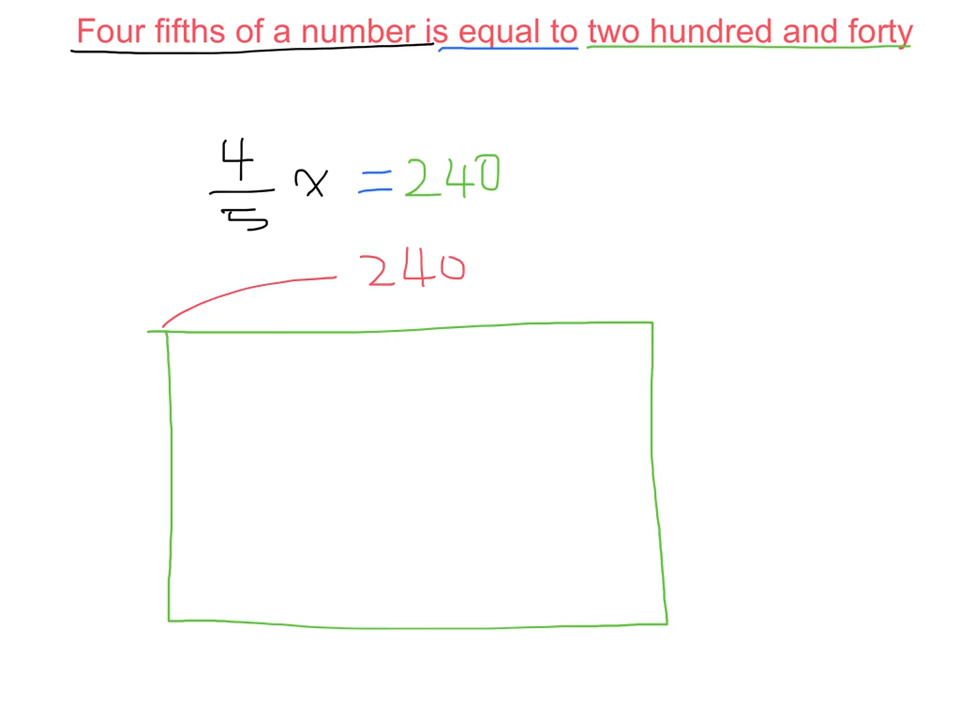 Four fifths of a number is equal to two hundred and forty
4/5 x = 240
240